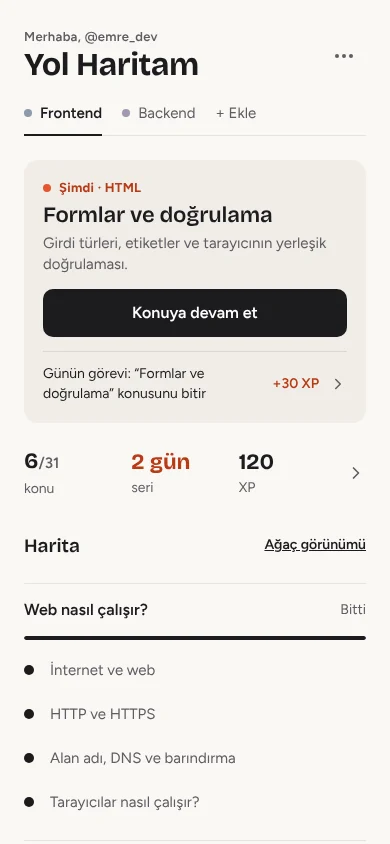 Merhaba, @emre_dev
Yol Haritam
Frontend
Backend
+ Ekle
Şimdi · HTML
Formlar ve doğrulama
Girdi türleri, etiketler ve tarayıcının yerleşik
doğrulaması.
Konuya devam et
Günün görevi: “Formlar ve
doğrulama” konusunu bitir
+30 XP
6/31
konu
2 gün
seri
120
XP
Harita
Ağaç görünümü
Web nasıl çalışır?
Bitti
İnternet ve web
HTTP ve HTTPS
Alan adı, DNS ve barındırma
Tarayıcılar nasıl çalışır?